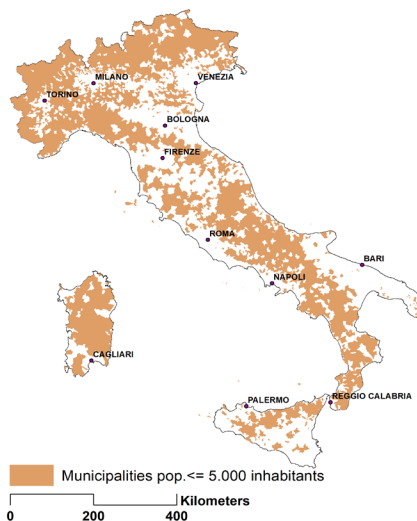 MILANO
VENEZIA
TORINO
BOLOGNA
FIRENZE
ROMA
BARI
NAPOLI
CAGLIARI
PALERMO
REGGIO CALABRIA
Municipalities pop.<= 5.000 inhabitants
Kilometers
0 200 400